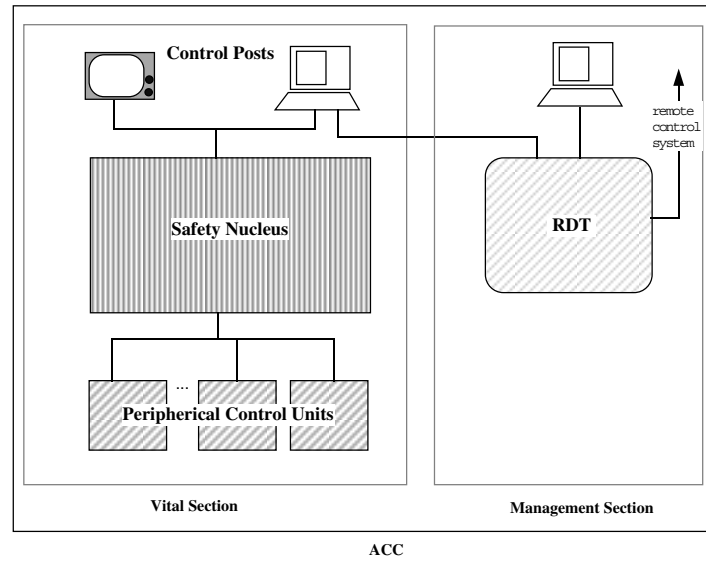 Control Posts
remote
control
system
Safety Nucleus
RDT
...
Peripherical Control Units
Vital Section
Management Section
ACC